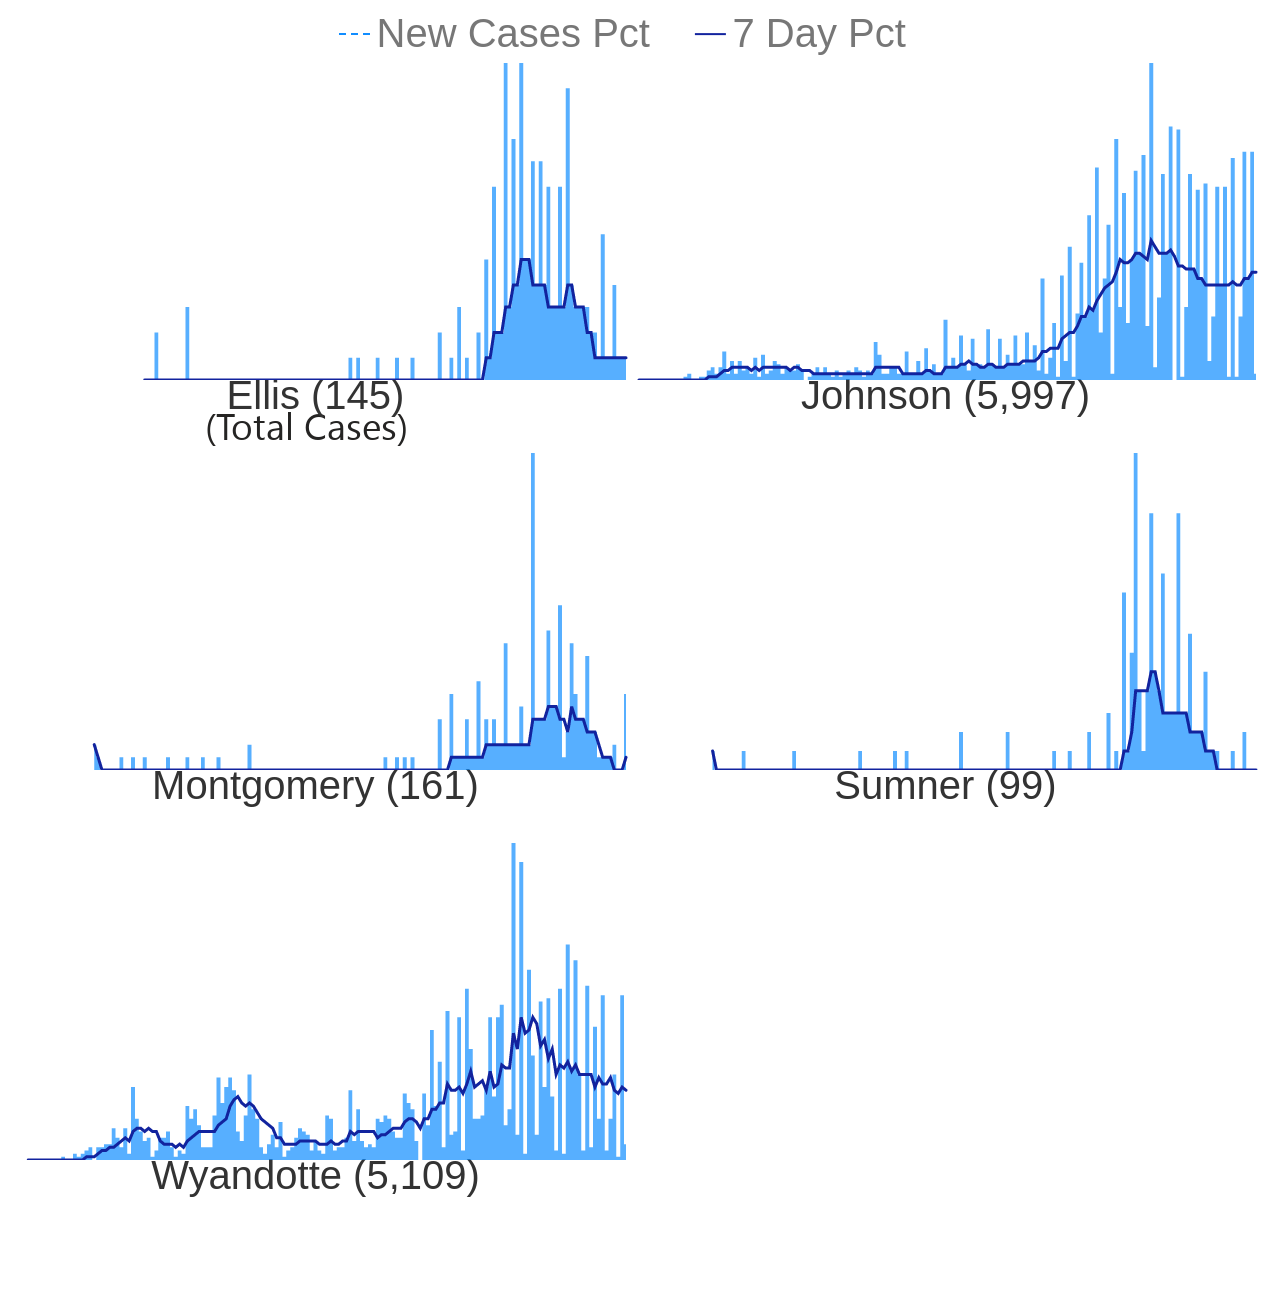 New Cases Pct 7 Day Pct
Ellis (145)
(Total Cases)
Johnson (5,997)
Montgomery (161)
Sumner (99)
Wyandotte (5,109)